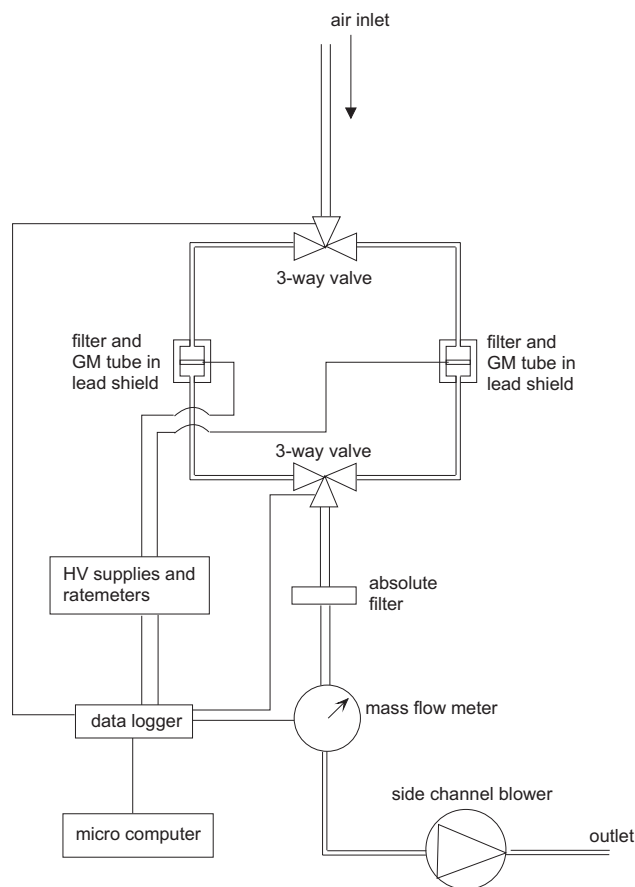 air inlet
3-way valve
filter and
GM tube in
lead shield
filter and
GM tube in
lead shield
3-way valve
HV supplies and
ratemeters
absolute
filter
mass flow meter
data logger
side channel blower
micro computer
outlet